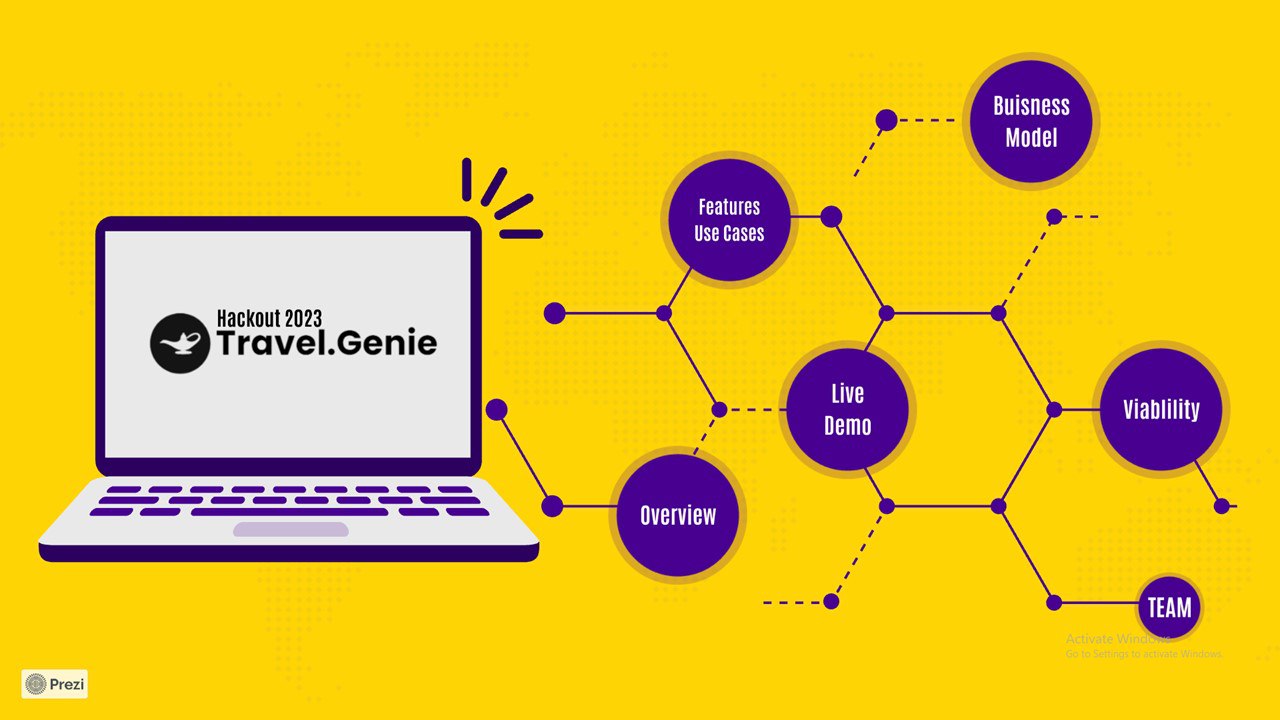 Hackout 2023
Travel.Genie
Features
Use Cases
Buisness
Model
Live
Demo
Viablility
Overview
TEAM
Activate Windows
Go to Settings to activate Windows.
Prezi